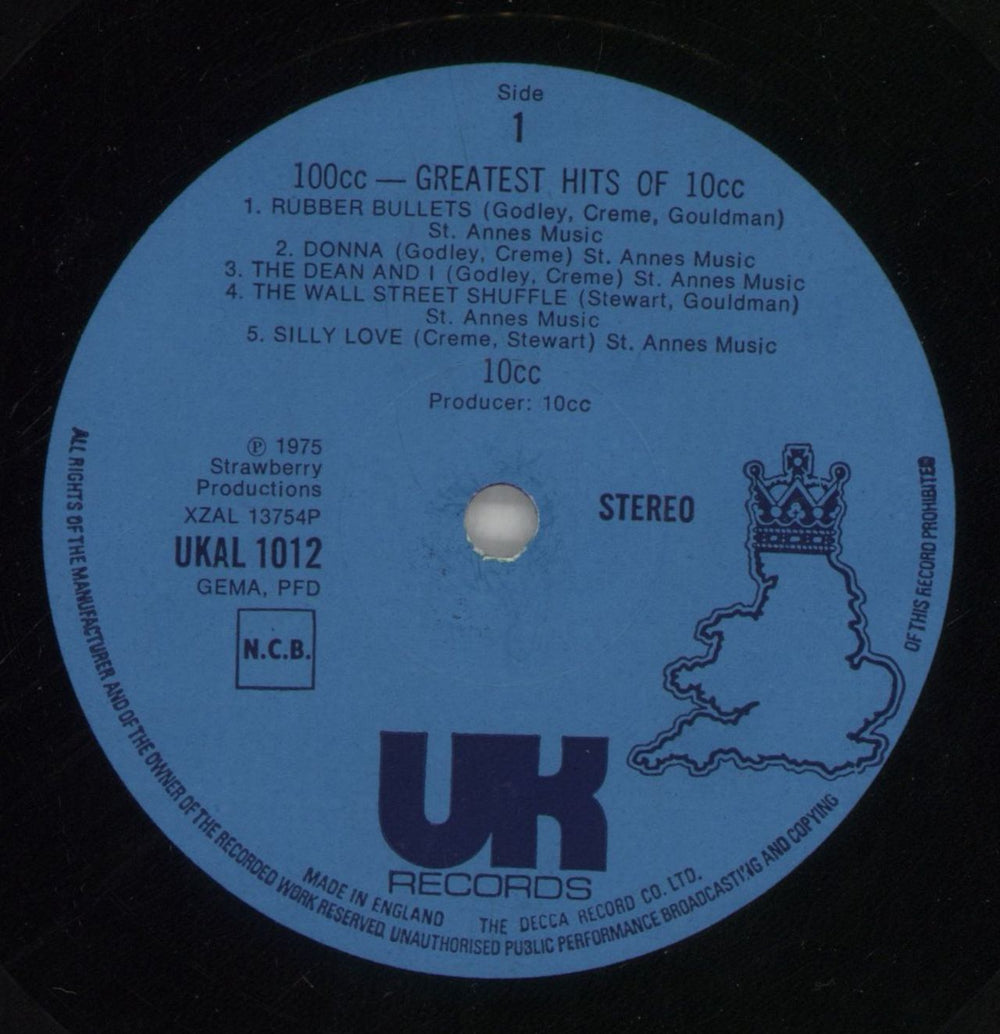 Side
1
100cc — GREATEST HITS OF 10cc
1. RUBBER BULLETS (Godley, Creme, Gouldman)
St. Annes Music
2. DONNA (Godley, Creme) St. Annes Music
3. THE DEAN AND I (Godley, Creme) St. Annes Music
4. THE WALL STREET SHUFFLE (Stewart, Gouldman)
St. Annes Music
5. SILLY LOVE (Creme, Stewart) St. Annes Music
10cc
Producer: 10cc
℗ 1975
Strawberry
Productions
XZAL 13754P
UKAL 1012
GEMA, PFD
N.C.B.
STEREO
UK
RECORDS
MADE IN ENGLAND THE DECCA RECORD CO. LTD.
ALL RIGHTS OF THE MANUFACTURER AND OF THE OWNER OF THE RECORDED WORK RESERVED. UNAUTHORISED PUBLIC PERFORMANCE BROADCASTING AND COPYING OF THIS RECORD PROHIBITED